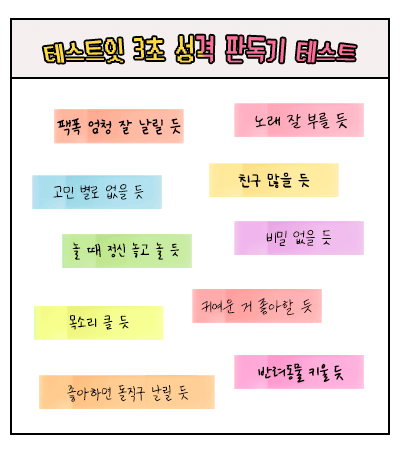 테스트잇 3초 성격 판독기 테스트
팩폭 엄청 잘 날릴 듯
노래 잘 부를 듯
고민 별로 없을 듯
친구 많을 듯
놀 때 정신 놓고 놀 듯
비밀 없을 듯
목소리 클 듯
귀여운 거 좋아할 듯
좋아하면 돌직구 날릴 듯
반려동물 키울 듯